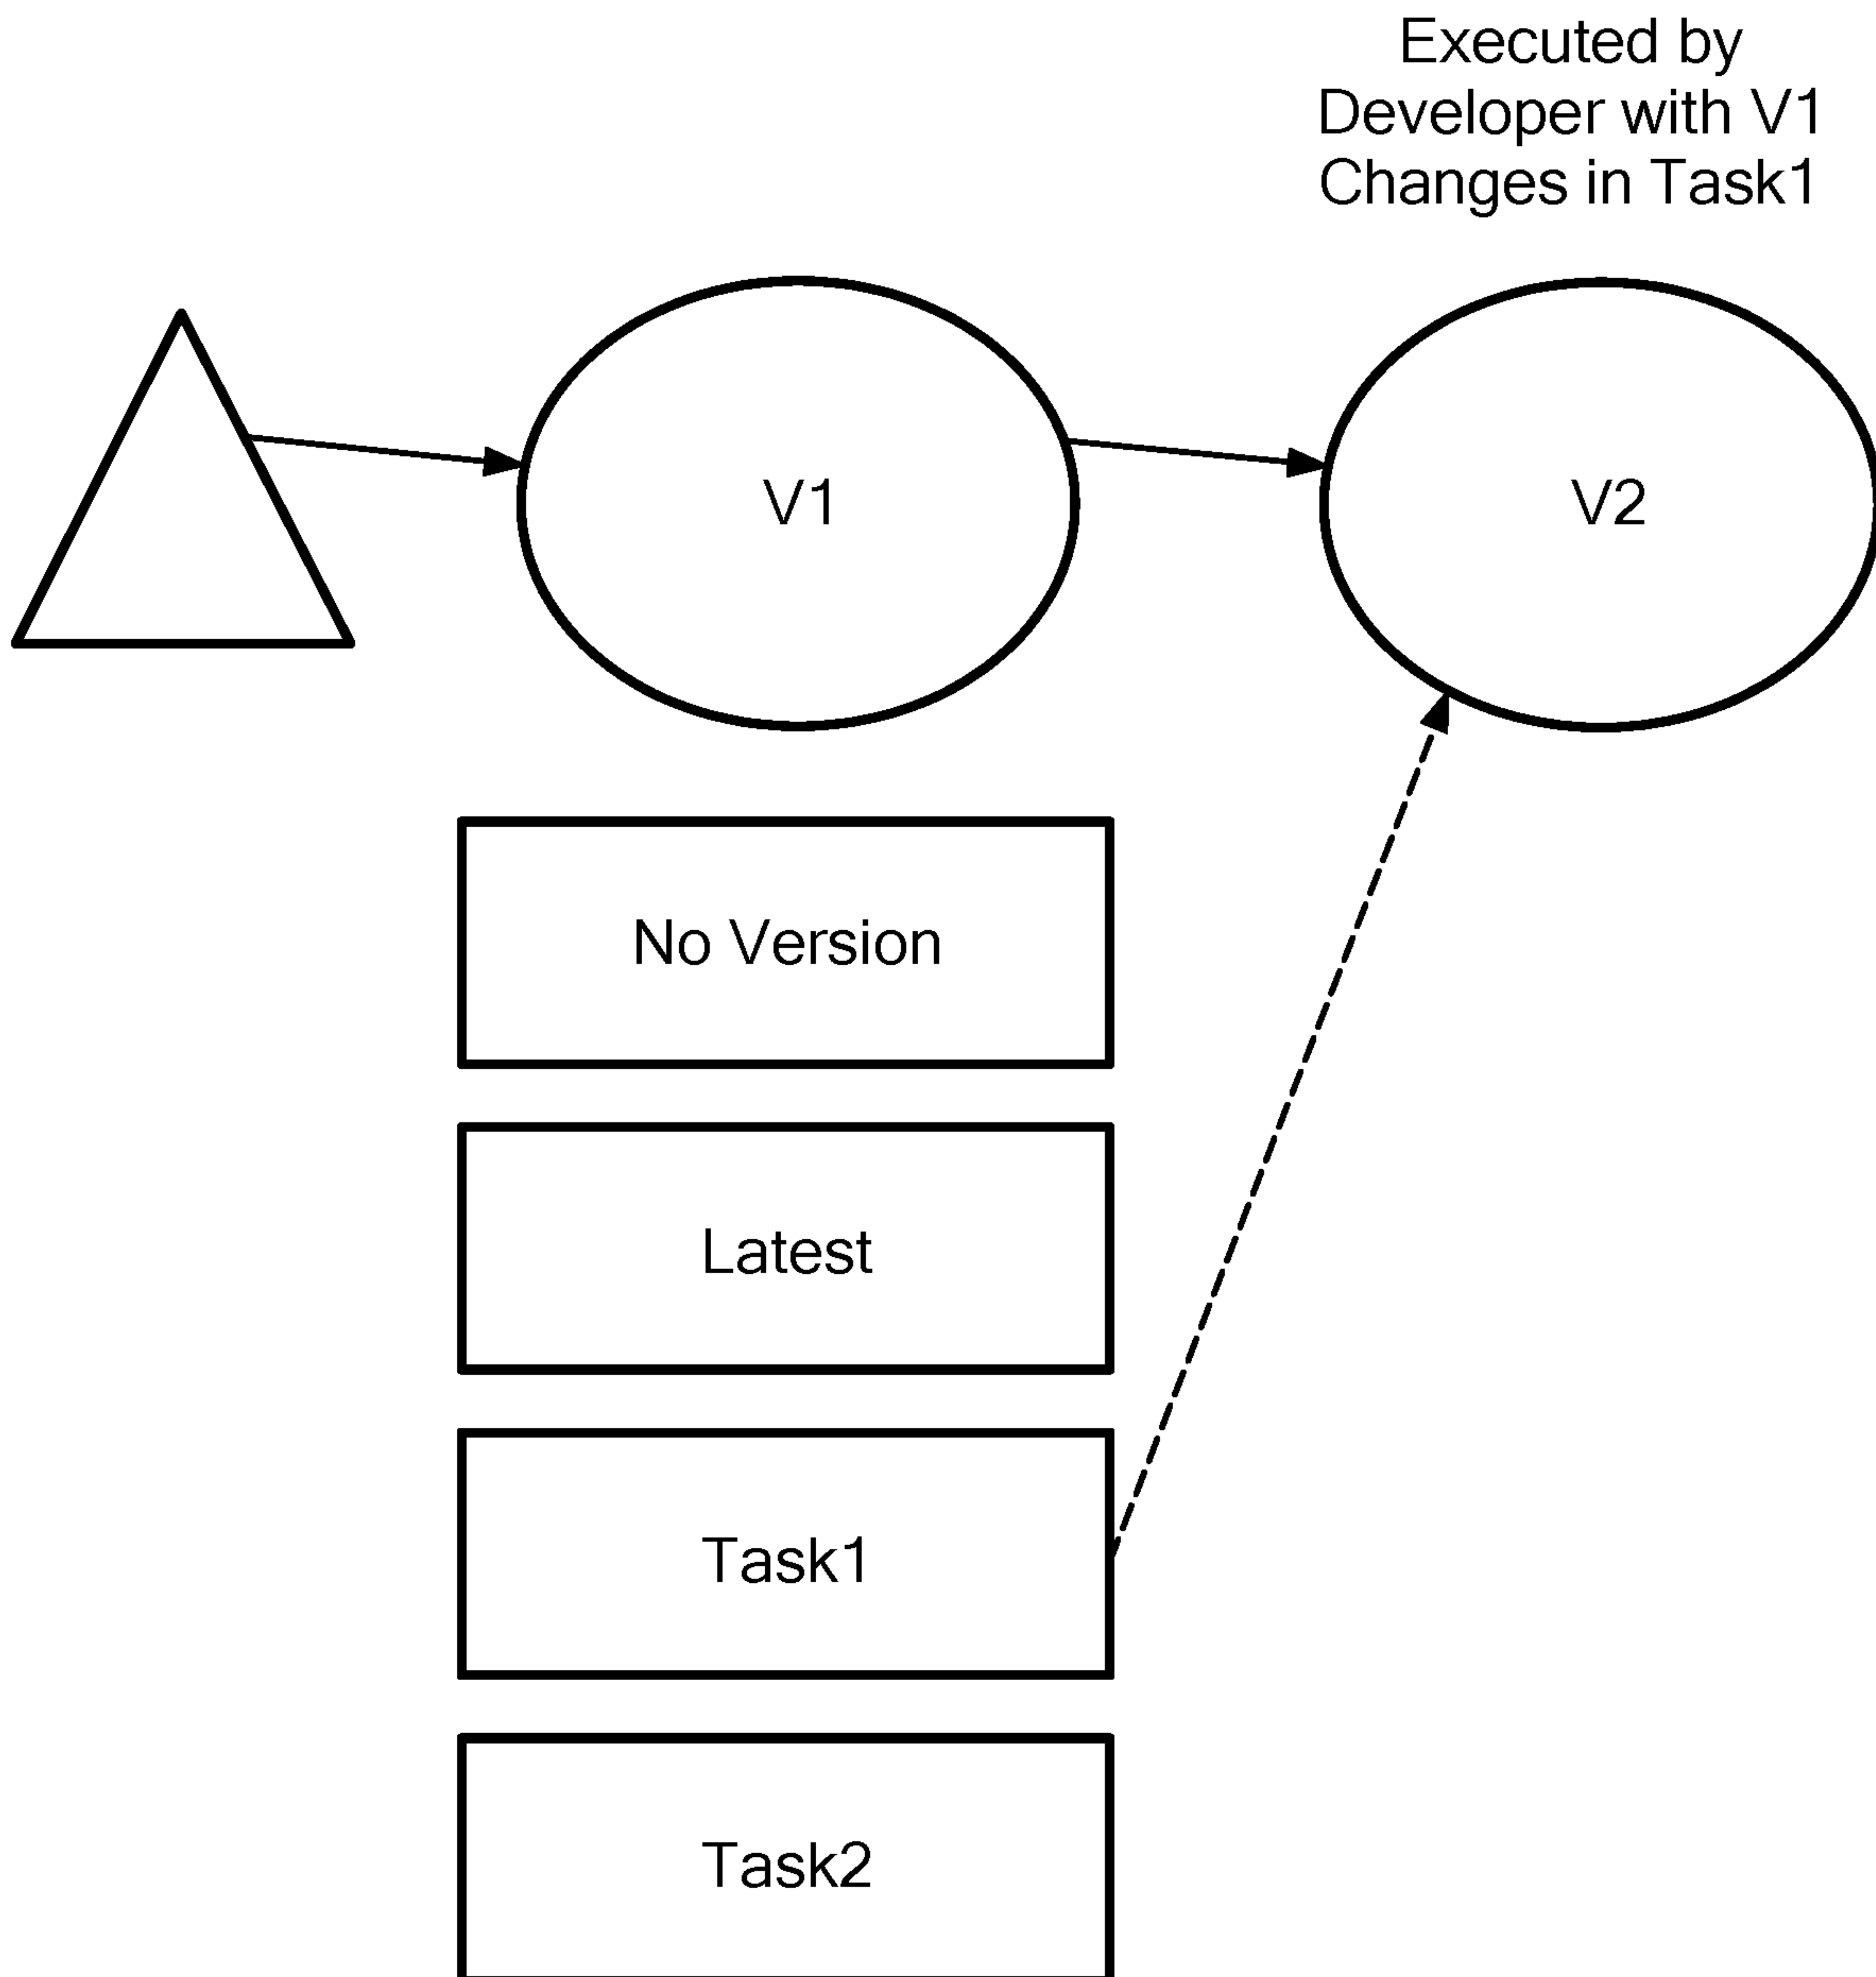 Executed by
Developer with V1
Changes in Task1
V1
V2
No Version
Latest
Task1
Task2